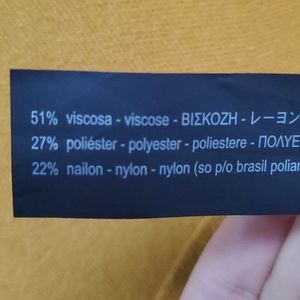 51% viscosa - viscose - ΒΙΣΚΟΖΗ - レーヨン
27% poliéster - polyester - poliestere - ΠΟΛΥΕ
22% nailon - nylon - nylon (so p/o brasil poliam